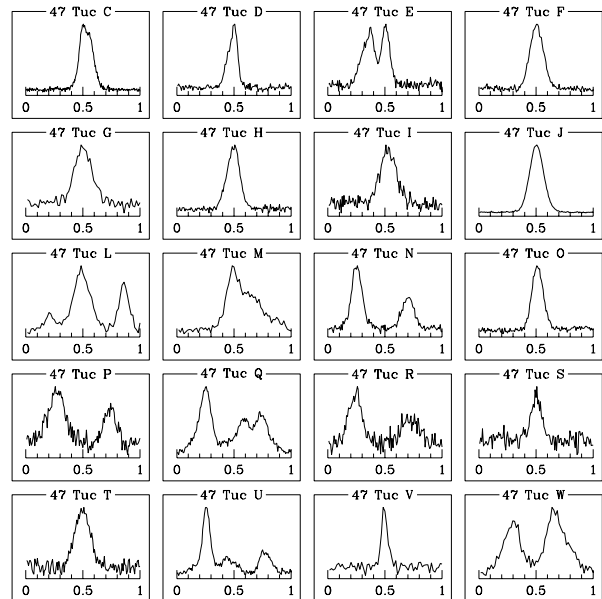 47 Tuc C 47 Tuc D 47 Tuc E 47 Tuc F
0 0.5 1 0 0.5 1 0 0.5 1 0 0.5 1
47 Tuc G 47 Tuc H 47 Tuc I 47 Tuc J
0 0.5 1 0 0.5 1 0 0.5 1 0 0.5 1
47 Tuc L 47 Tuc M 47 Tuc N 47 Tuc O
0 0.5 1 0 0.5 1 0 0.5 1 0 0.5 1
47 Tuc P 47 Tuc Q 47 Tuc R 47 Tuc S
0 0.5 1 0 0.5 1 0 0.5 1 0 0.5 1
47 Tuc T 47 Tuc U 47 Tuc V 47 Tuc W
0 0.5 1 0 0.5 1 0 0.5 1 0 0.5 1